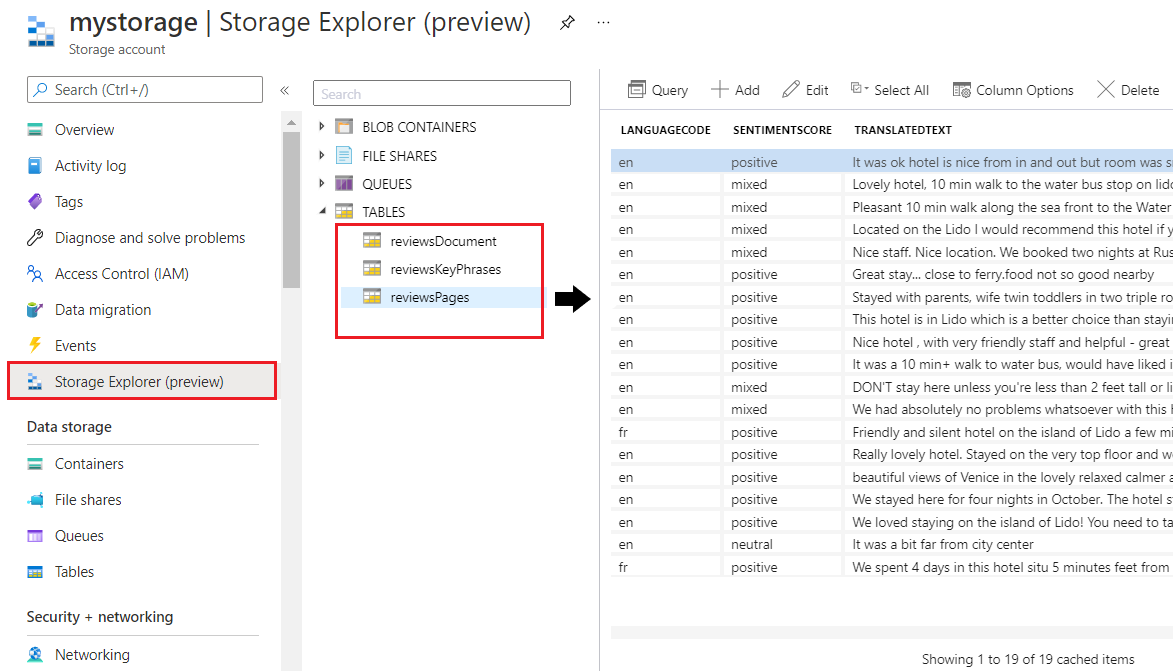 mystorage | Storage Explorer (preview) ...
Storage account
Search (Ctrl+/)
«
Overview
Activity log
Tags
Diagnose and solve problems
Access Control (IAM)
Data migration
Events
Storage Explorer (preview)
Data storage
Containers
File shares
Queues
Tables
Security + networking
Networking
Search
BLOB CONTAINERS
FILE SHARES
QUEUES
TABLES
reviewsDocument
reviewsKeyPhrases
reviewsPages
Query Add Edit Select All Column Options Delete
LANGUAGECODE SENTIMENTSCORE TRANSLATEDTEXT
en positive It was ok hotel is nice from in and out but room was
en mixed Lovely hotel, 10 min walk to the water bus stop on lido
en mixed Pleasant 10 min walk along the sea front to the Water
en mixed Located on the Lido I would recommend this hotel if
en mixed Nice staff. Nice location. We booked two nights at Rus
en positive Great stay... close to ferry.food not so good nearby
en positive Stayed with parents, wife twin toddlers in two triple ro
en positive This hotel is in Lido which is a better choice than stayi
en positive Nice hotel , with very friendly staff and helpful - great
en positive It was a 10 min+ walk to water bus, would have liked i
en mixed DON'T stay here unless you're less than 2 feet tall or li
en mixed We had absolutely no problems whatsoever with this
fr positive Friendly and silent hotel on the island of Lido a few mi
en positive Really lovely hotel. Stayed on the very top floor and we
en positive beautiful views of Venice in the lovely relaxed calmer a
en positive We stayed here for four nights in October. The hotel s
en positive We loved staying on the island of Lido! You need to ta
en neutral It was a bit far from city center
fr positive We spent 4 days in this hotel situ 5 minutes feet from
Showing 1 to 19 of 19 cached items